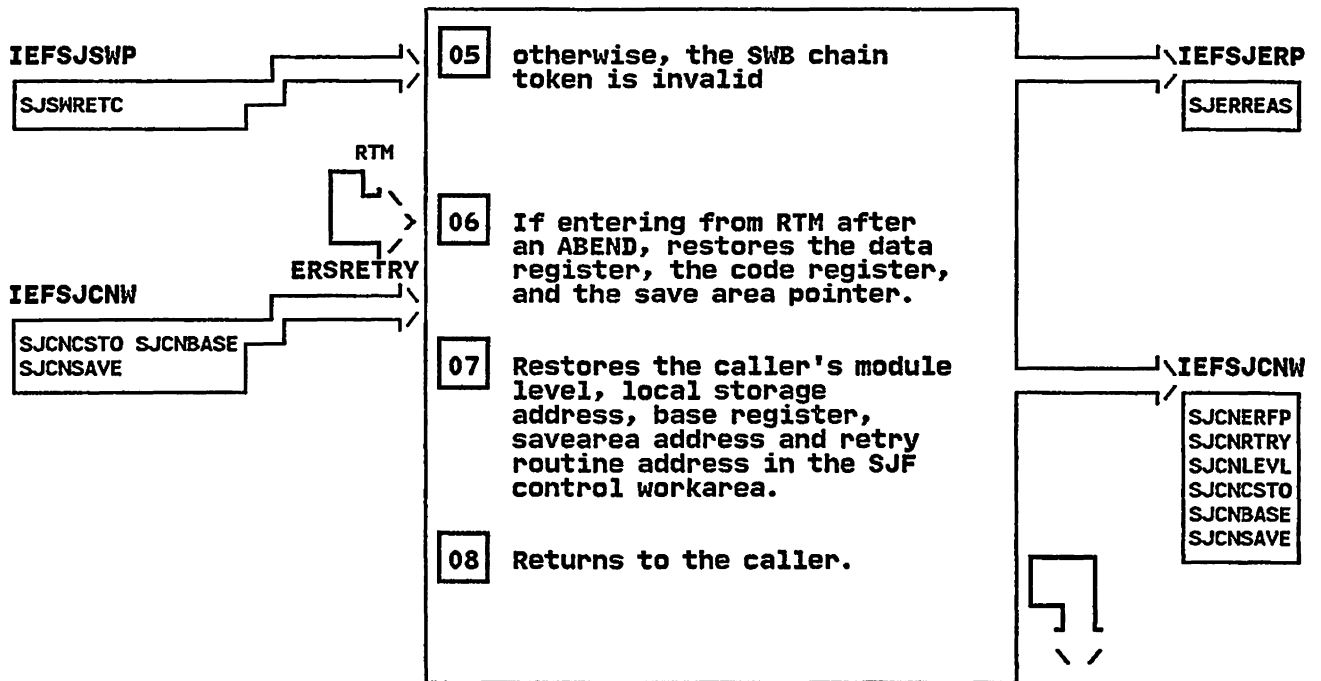 IEFSJSWP
SJSWRETC
05 otherwise, the SWB chain
token is invalid
IEFSJERP
SJERREAS
RTM
06 If entering from RTM after
an ABEND, restores the data
register, the code register,
and the save area pointer.
ERSRETRY
IEFSJCNW
SJCNCSTO SJCNBASE
SJCNSAVE
07 Restores the caller's module
level, local storage
address, base register,
savearea address and retry
routine address in the SJF
control workarea.
IEFSJCNW
SJCNERFP
SJCNRTRY
SJCNLEVL
SJCNCSTO
SJCNBASE
SJCNSAVE
08 Returns to the caller.